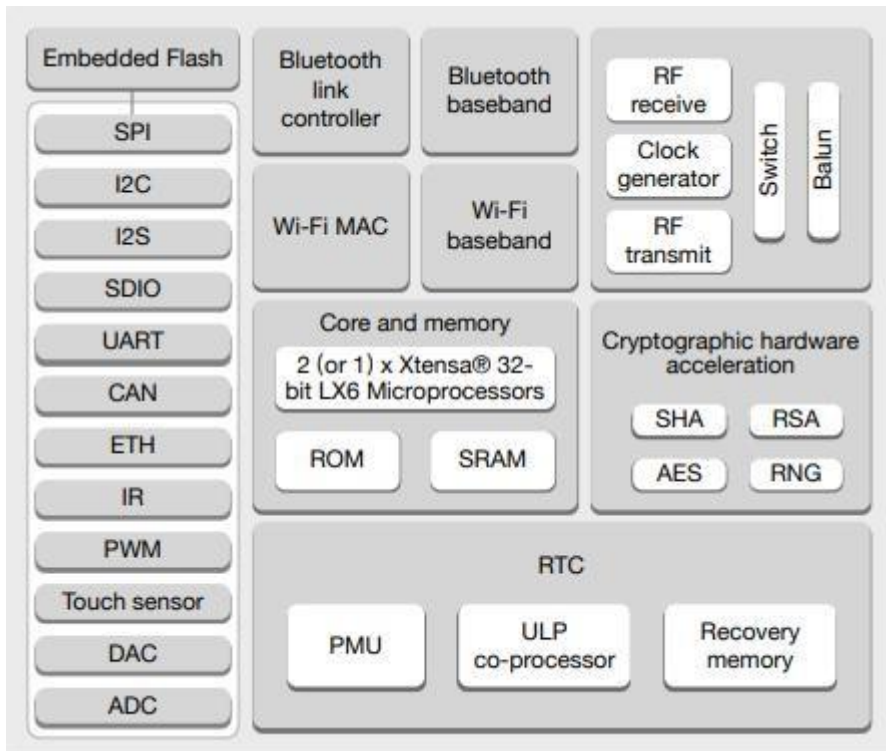 Embedded Flash
SPI
I2C
I2S
SDIO
UART
CAN
ETH
IR
PWM
Touch sensor
DAC
ADC
Bluetooth
link
controller
Bluetooth
baseband
Wi-Fi MAC
Wi-Fi
baseband
RF
receive
Clock
generator
RF
transmit
Switch
Balun
Core and memory
2 (or 1) x Xtensa® 32-
bit LX6 Microprocessors
ROM
SRAM
Cryptographic hardware
acceleration
SHA
RSA
AES
RNG
RTC
PMU
ULP
co-processor
Recovery
memory